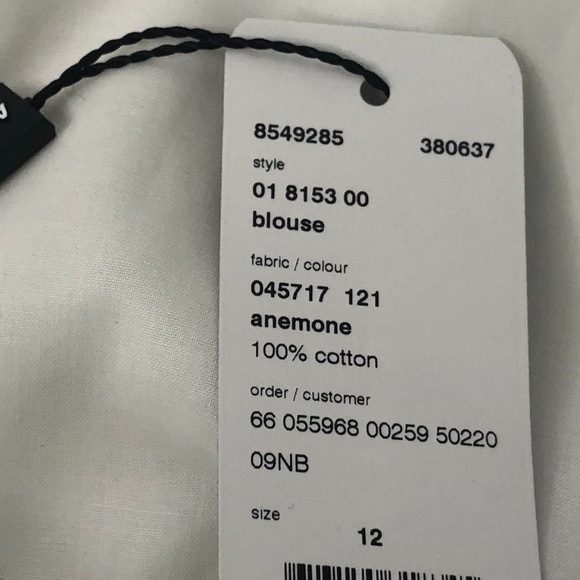 8549285 380637
style
01 8153 00
blouse
fabric / colour
045717 121
anemone
100% cotton
order / customer
66 055968 00259 50220
09NB
size
12